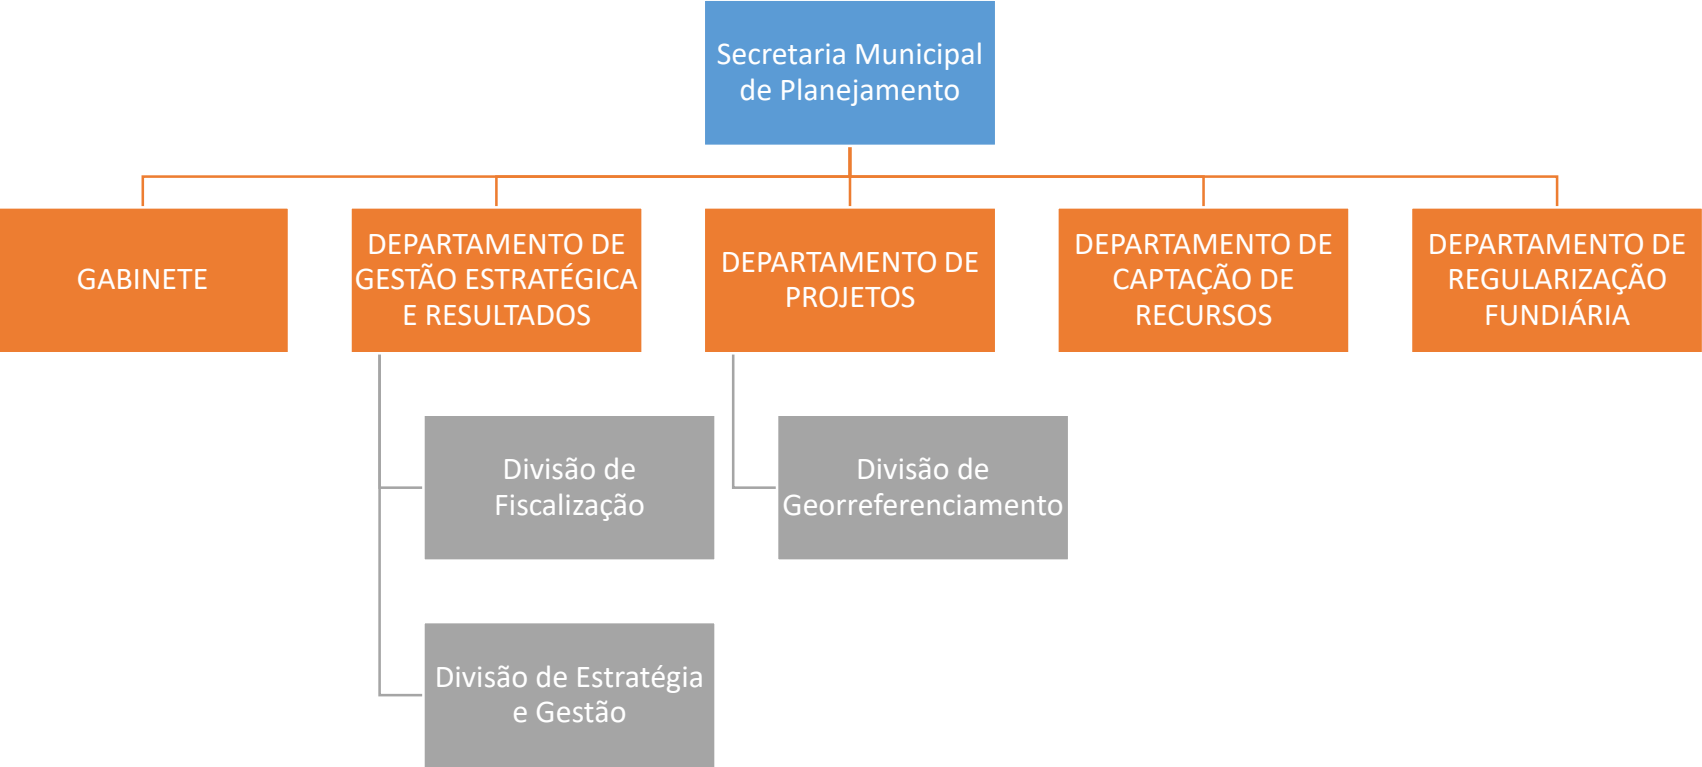 Secretaria Municipal
de Planejamento
GABINETE
DEPARTAMENTO DE
GESTÃO ESTRATÉGICA
E RESULTADOS
DEPARTAMENTO DE
PROJETOS
DEPARTAMENTO DE
CAPTAÇÃO DE
RECURSOS
DEPARTAMENTO DE
REGULARIZAÇÃO
FUNDIÁRIA
Divisão de
Fiscalização
Divisão de
Georreferenciamento
Divisão de Estratégia
e Gestão